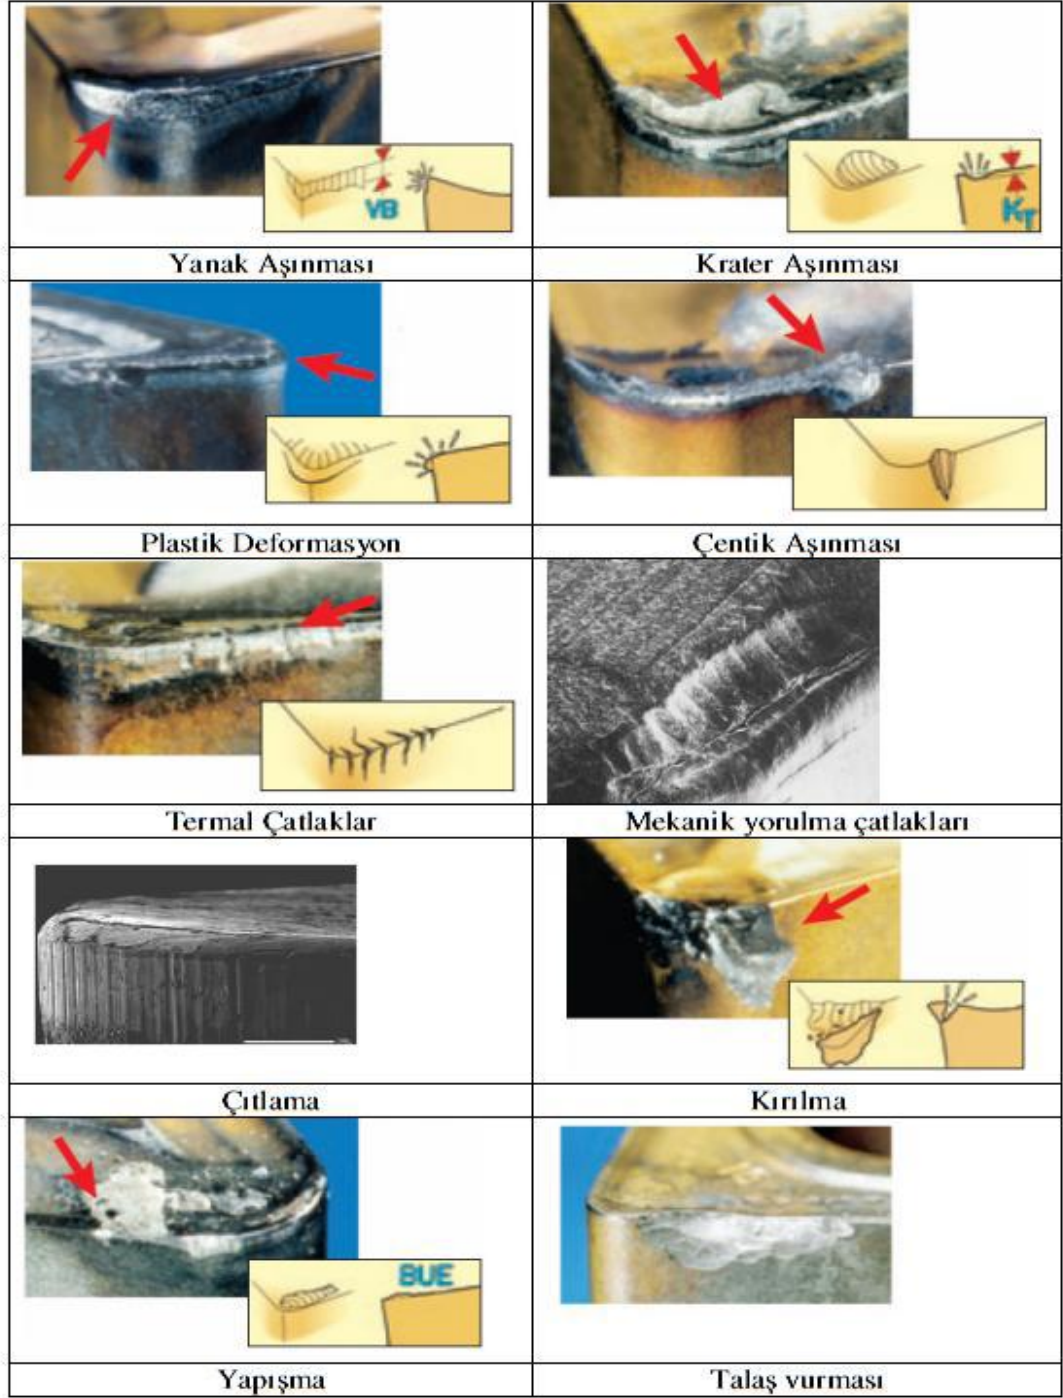 VB
KT
Yanak Aşınması
Krater Aşınması
Plastik Deformasyon
Çentik Aşınması
Termal Çatlaklar
Mekanik yorulma çatlakları
Çıtlama
Kırılma
BUE
Yapışma
Talaş vurması